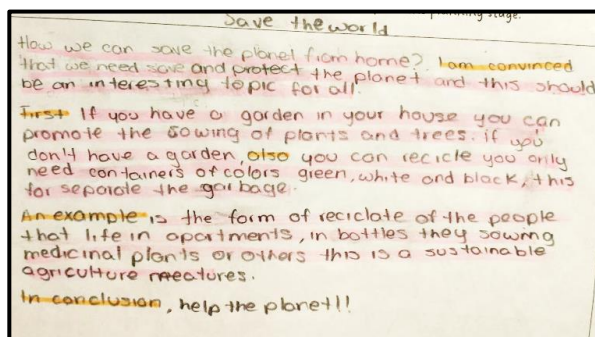 planning stage.
Save the world
How we can save the planet from home? I am convinced
that we need save and protect the planet and this should
be an interesting topic for all.
First If you have a garden in your house you can
promote the sowing of plants and trees. if you
don't have a garden, also you can recicle you only
need containers of colors green, white and black, this
for separate the garbage.
An example is the form of reciclate of the people
that life in apartments, in bottles they sowing
medicinal plants or others this is a sustainable
agriculture meatures.
In conclusion, help the planet!!